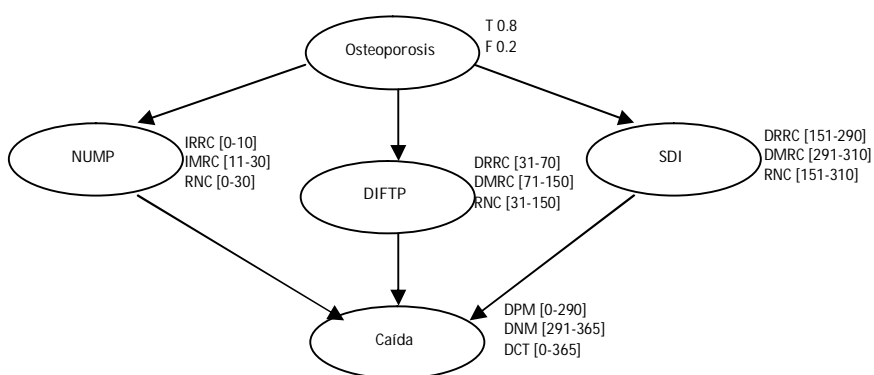 Osteoporosis
T 0.8
F 0.2
NUMP
IRRC [0-10]
IMRC [11-30]
RNC [0-30]
DIFTP
DRRC [31-70]
DMRC [71-150]
RNC [31-150]
SDI
DRRC [151-290]
DMRC [291-310]
RNC [151-310]
Caída
DPM [0-290]
DNM [291-365]
DCT [0-365]